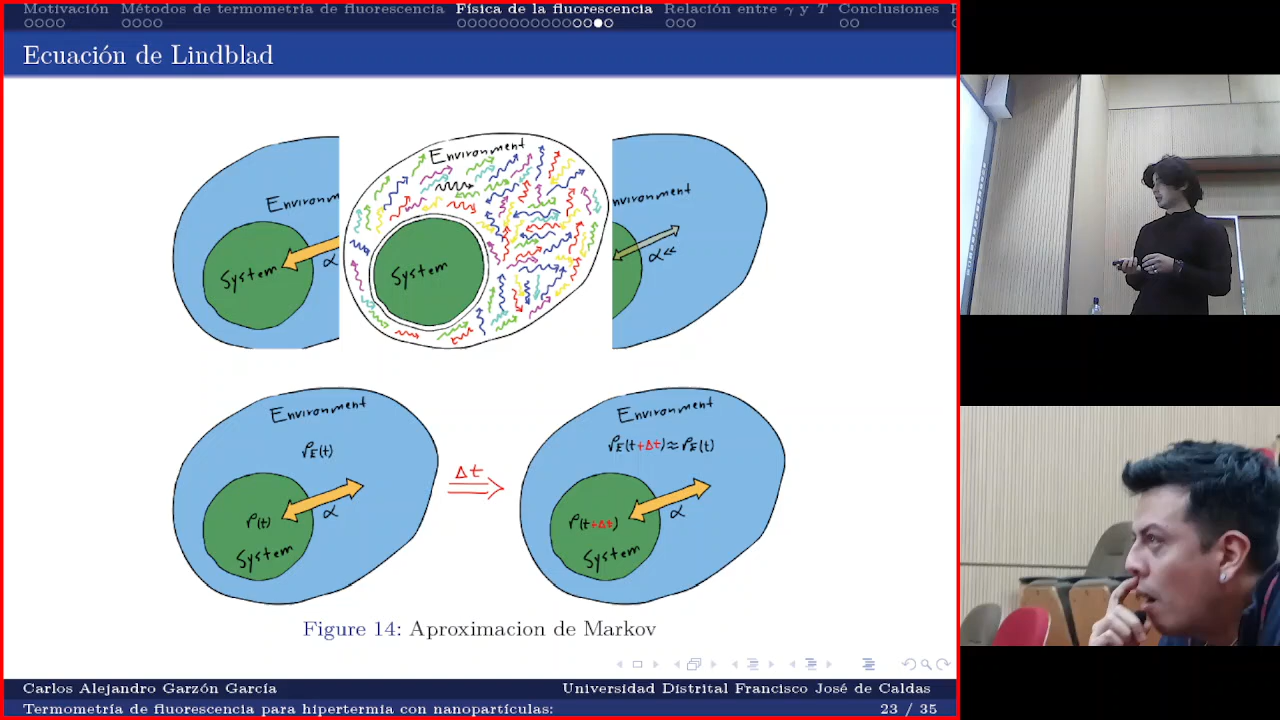 Motivación Métodos de termometría de fluorescencia Física de la fluorescencia Relación entre γ y T Conclusiones
Ecuación de Lindblad
Environm
System
α
Environment
System
nvironment
α≪
Environment
ρE(t)
ρ(t)
α
System
Δt
Environment
ρE(t+Δt)≈ρE(t)
ρ(t+Δt)
α
System
Figure 14: Aproximacion de Markov
Carlos Alejandro Garzón García Universidad Distrital Francisco José de Caldas
Termometría de fluorescencia para hipertermia con nanopartículas: 23 / 35